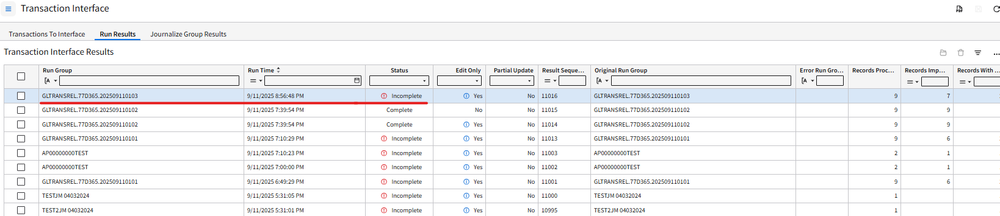 Transaction Interface
PDF
Transactions To Interface Run Results Journalize Group Results
Transaction Interface Results
Run Group Run Time Status Edit Only Partial Update Result Seque... Original Run Group Error Run Gro... Records Proc... Records Imp... Records With ...
GLTRANSREL.77D365.202509110103 9/11/2025 8:56:48 PM Incomplete Yes No 11016 GLTRANSREL.77D365.202509110103 9 7
GLTRANSREL.77D365.202509110102 9/11/2025 7:39:54 PM Complete No No 11015 GLTRANSREL.77D365.202509110102 9 9
GLTRANSREL.77D365.202509110102 9/11/2025 7:39:54 PM Complete Yes No 11014 GLTRANSREL.77D365.202509110102 9 9
GLTRANSREL.77D365.202509110101 9/11/2025 7:10:29 PM Incomplete Yes No 11013 GLTRANSREL.77D365.202509110101 9 6
AP00000000TEST 9/11/2025 7:10:23 PM Incomplete Yes No 11003 AP00000000TEST 2 1
AP00000000TEST 9/11/2025 7:00:00 PM Incomplete Yes No 11002 AP00000000TEST 2 1
GLTRANSREL.77D365.202509110101 9/11/2025 6:49:29 PM Incomplete Yes No 11001 GLTRANSREL.77D365.202509110101 9 6
TESTJM 04032024 9/11/2025 5:31:05 PM Incomplete Yes No 11000 TESTJM 04032024 1
TEST2JM 04032024 9/11/2025 5:31:01 PM Incomplete Yes No 10995 TEST2JM 04032024 1